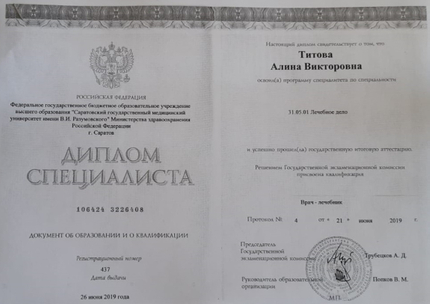 РОССИЙСКАЯ ФЕДЕРАЦИЯ
Федеральное государственное бюджетное образовательное учреждение
высшего образования "Саратовский государственный медицинский
университет имени В.И. Разумовского" Министерства здравоохранения
Российской Федерации
г. Саратов
ДИПЛОМ
СПЕЦИАЛИСТА
106424 3226468
ДОКУМЕНТ ОБ ОБРАЗОВАНИИ И О КВАЛИФИКАЦИИ
Регистрационный номер
437
Дата выдачи
26 июня 2019 года
Настоящий диплом свидетельствует о том, что
Титова
Алина Викторовна
освоил(а) программу специалитета по специальности
31.05.01 Лечебное дело
и успешно прошел(ла) государственную итоговую аттестацию
Решением Государственной экзаменационной комиссии
присвоена квалификация
Врач - лечебник
Протокол № 4 от « 21 » июня 2019 г.
Председатель
Государственной
экзаменационной комиссии Трубецков А. Д.
Руководитель образовательной
организации Попков В. М.
М.П.